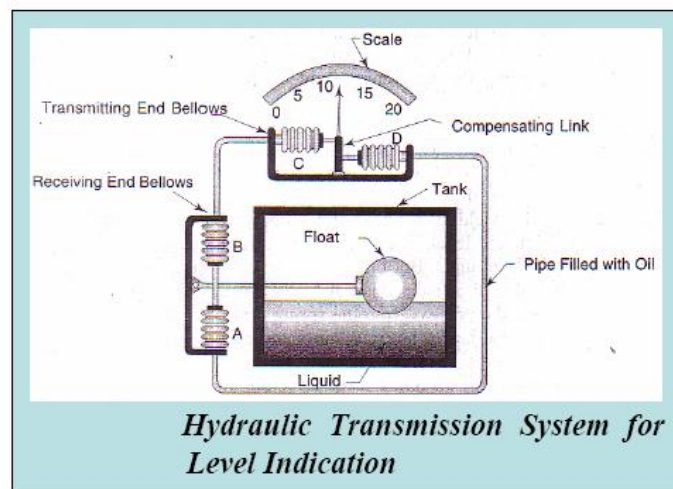 Scale
0 5 10 15 20
Transmitting End Bellows
Compensating Link
C
D
Receiving End Bellows
Tank
B
Float
Pipe Filled with Oil
A
Liquid
Hydraulic Transmission System for
Level Indication